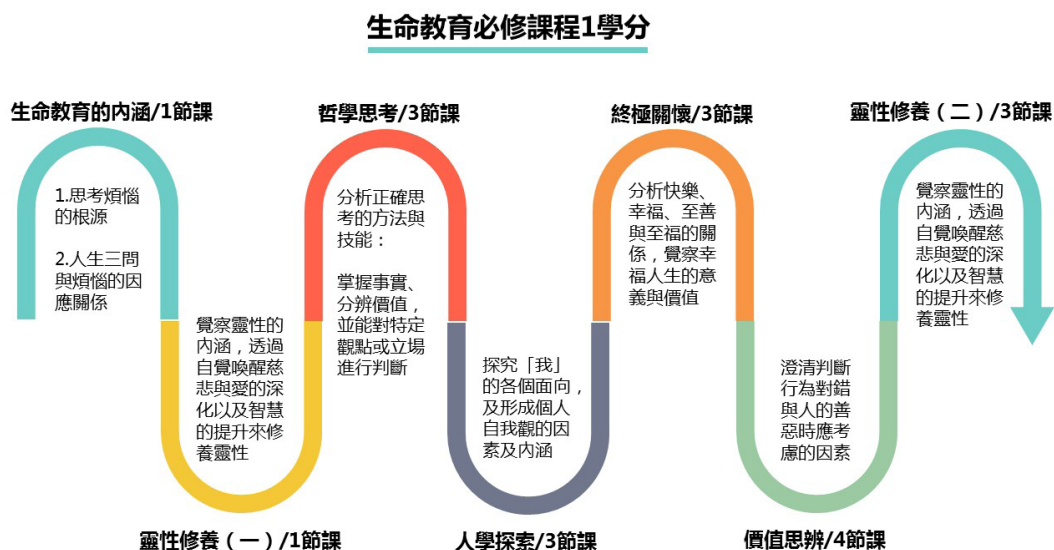 生命教育必修課程1學分
生命教育的內涵/1節課
1.思考煩惱
的根源
2.人生三問
與煩惱的因
應關係
靈性修養（一）/1節課
覺察靈性的
內涵，透過
自覺喚醒慈
悲與愛的深
化以及智慧
的提升來修
養靈性
哲學思考/3節課
分析正確思
考的方法與
技能：
掌握事實、
分辨價值，
並能對特定
觀點或立場
進行判斷
人學探索/3節課
探究「我」
的各個面向，
及形成個人
自我觀的因
素及內涵
終極關懷/3節課
分析快樂、
幸福、至善
與至福的關
係，覺察幸
福人生的意
義與價值
價值思辨/4節課
澄清判斷
行為對錯
與人的善
惡時應考
慮的因素
靈性修養（二）/3節課
覺察靈性的
內涵，透過
自覺喚醒慈
悲與愛的深
化以及智慧
的提升來修
養靈性